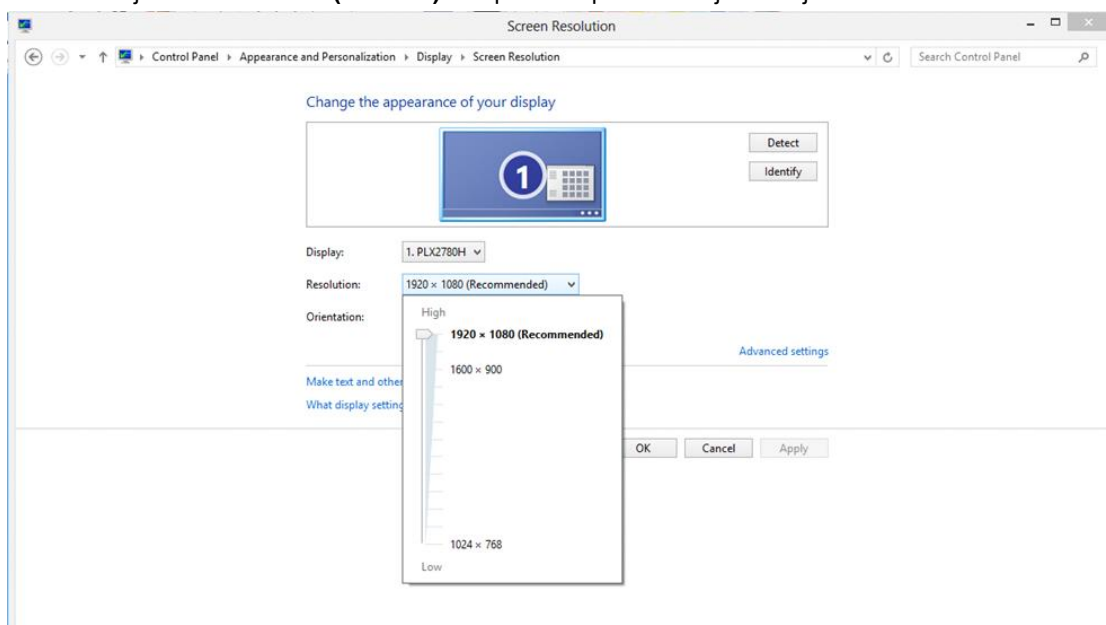 Screen Resolution
Control Panel Appearance and Personalization Display Screen Resolution
Search Control Panel
Change the appearance of your display
1
Detect
Identify
Display: 1. PLX2780H
Resolution: 1920 × 1080 (Recommended)
Orientation:
High
1920 × 1080 (Recommended)
1600 × 900
1024 × 768
Low
Advanced settings
Make text and other
What display
OK Cancel Apply